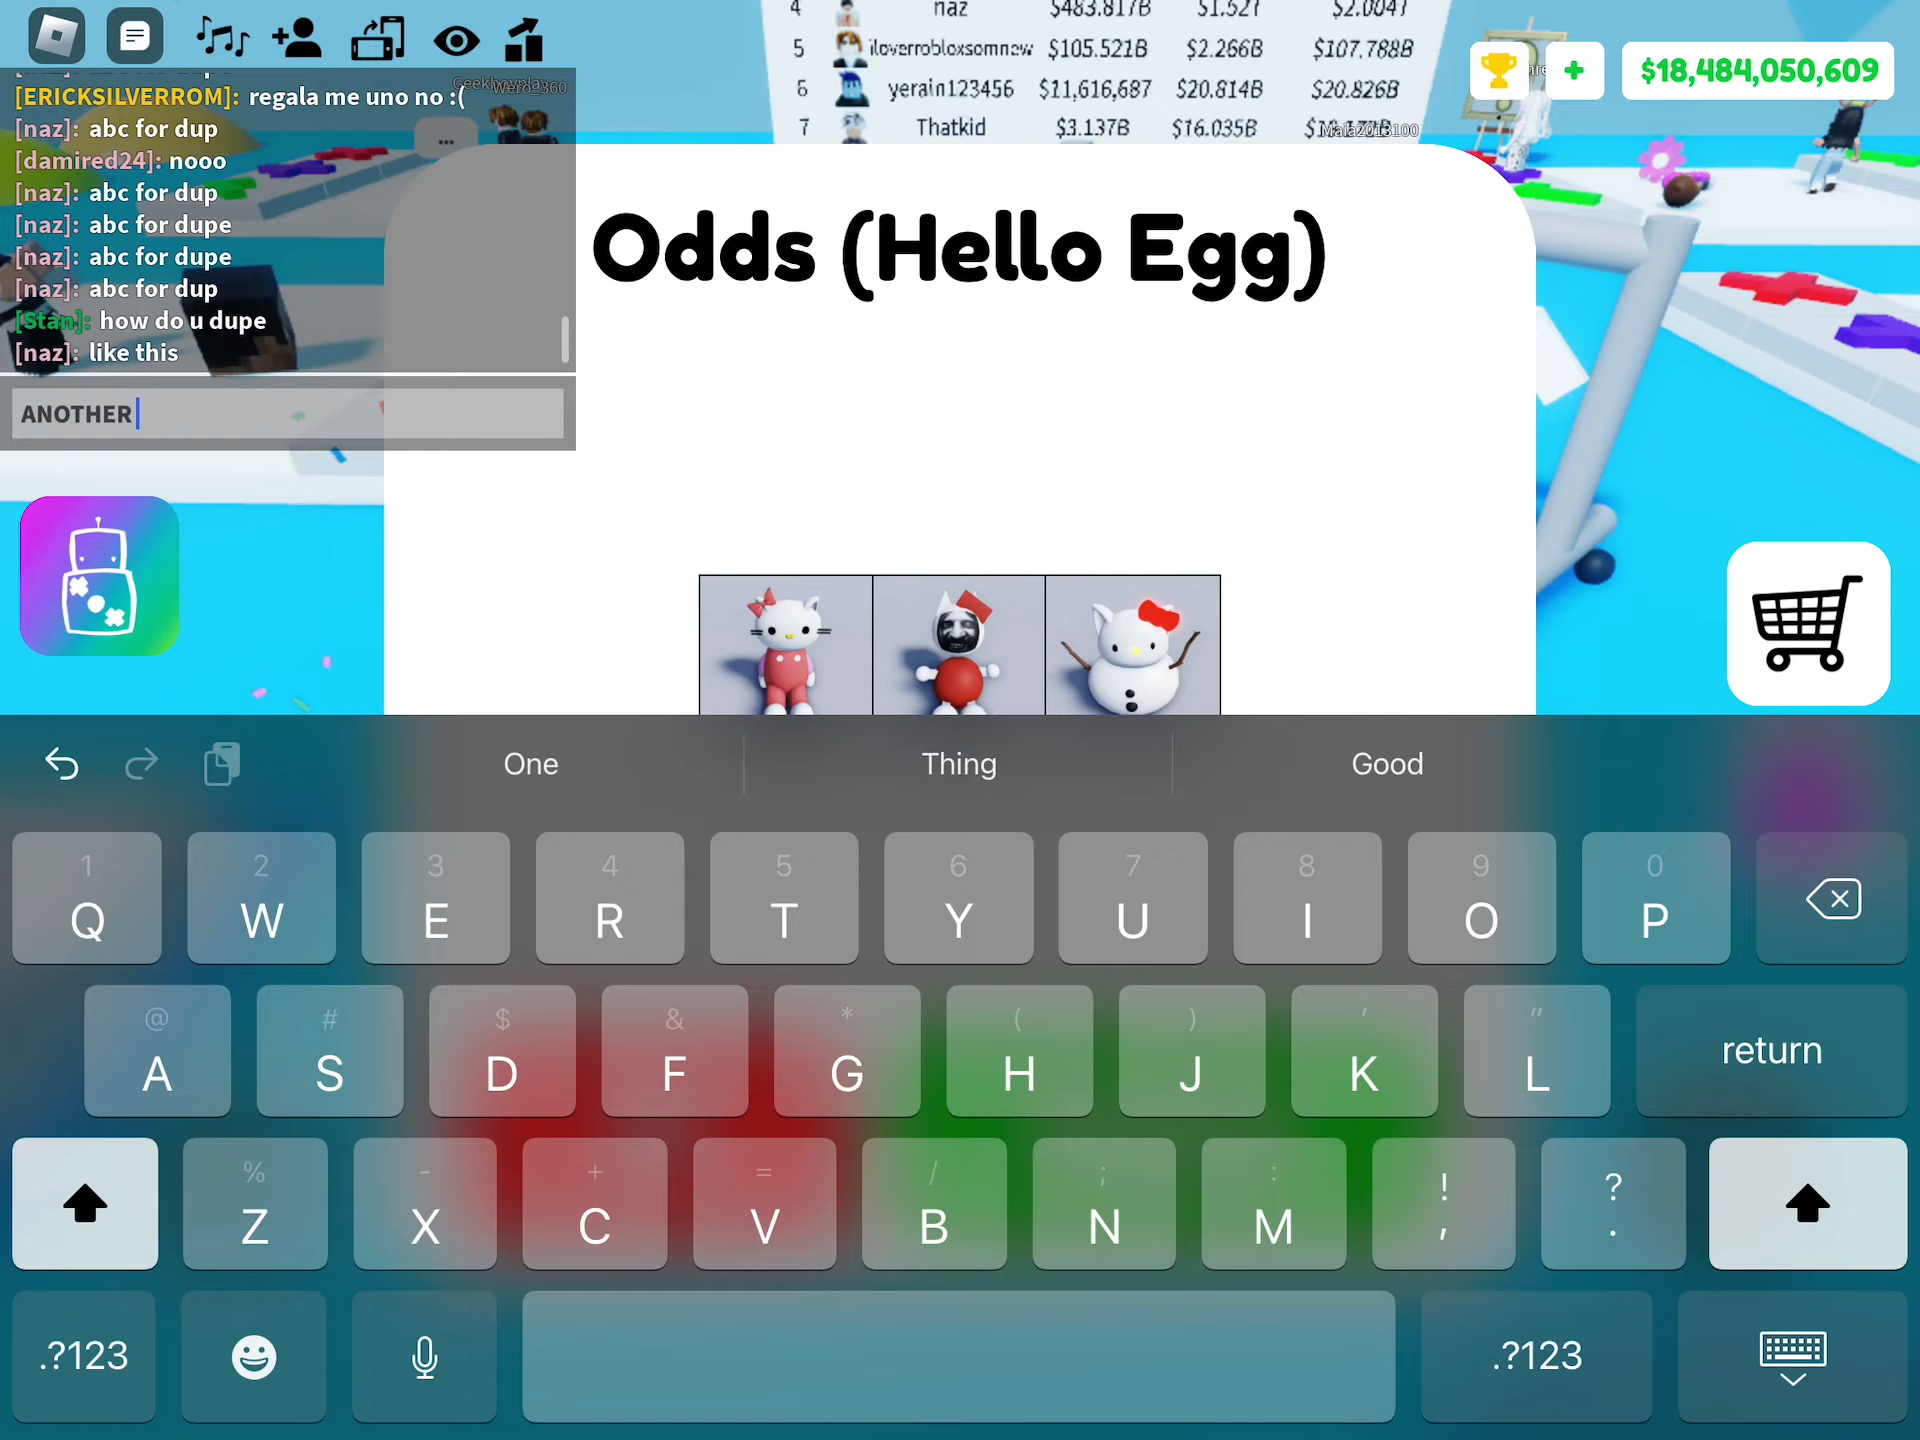 4 naz $483.817B $1.52T $2.004T
5 iloverrobloxsomnew $105.521B $2.266B $107.788B
6 yerain123456 $11,616,687 $20.814B $20.826B
7 Thatkid $3.137B $16.035B
Mala2013100
$18,484,050,609
+
Wero_360
[ERICKSILVERROM]: regala me uno no :(
[naz]: abc for dup
[damired24]: nooo
[naz]: abc for dup
[naz]: abc for dupe
[naz]: abc for dupe
[naz]: abc for dup
[Stan]: how do u dupe
[naz]: like this
ANOTHER
...
Odds (Hello Egg)
One Thing Good
1 2 3 4 5 6 7 8 9 0
Q W E R T Y U I O P
@ # $ & * ( ) ' "
A S D F G H J K L return
% - + = / ; : ! ?
Z X C V B N M , .
.?123 .?123